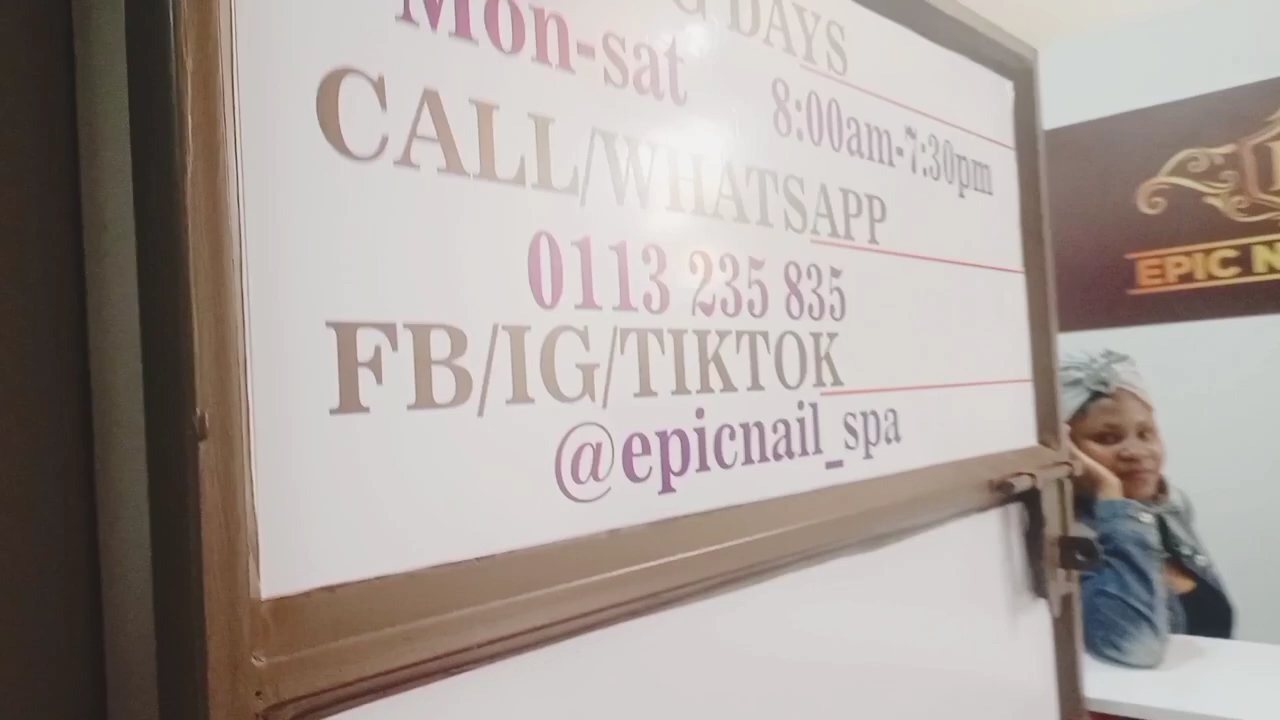 DAYS
Mon-sat
8:00am-7:30pm
CALL/WHATSAPP
0113 235 835
FB/IG/TIKTOK
@epicnail_spa
EPIC